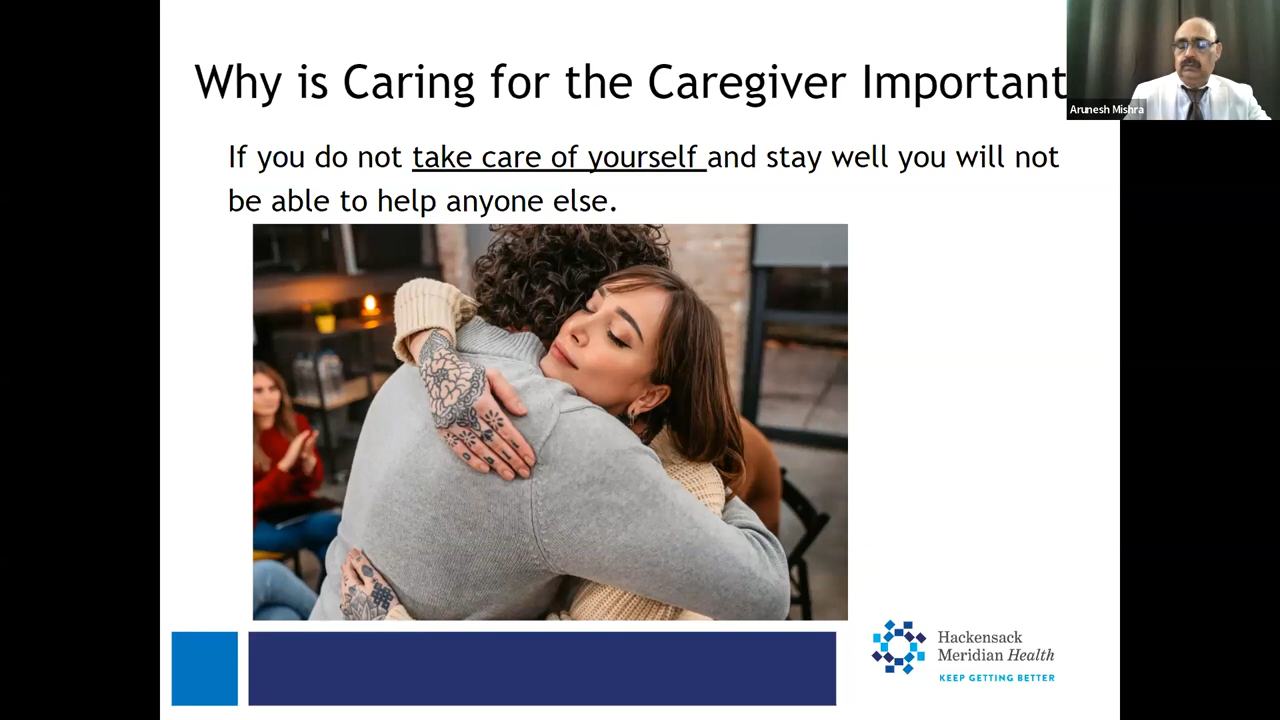 Why is Caring for the Caregiver Important
Arunesh Mishra
If you do not take care of yourself and stay well you will not
be able to help anyone else.
Hackensack
Meridian Health
KEEP GETTING BETTER